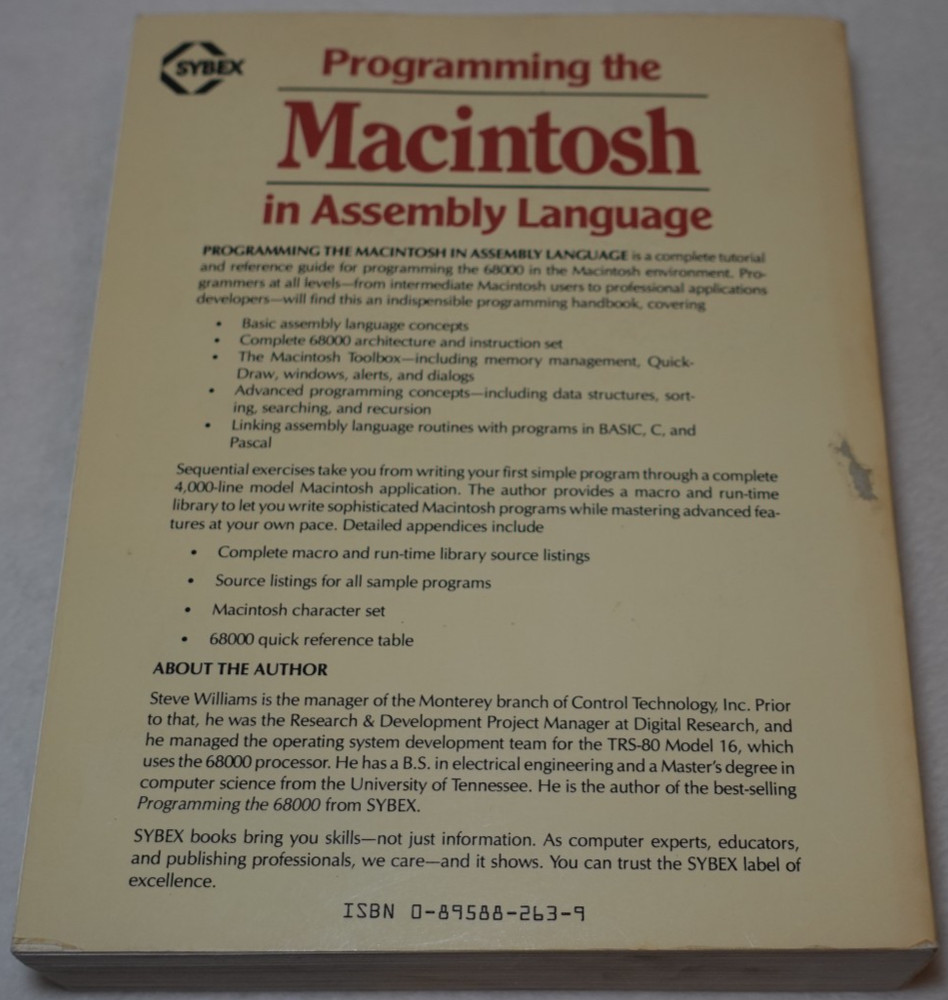 SYBEX
Programming the
Macintosh
in Assembly Language
PROGRAMMING THE MACINTOSH IN ASSEMBLY LANGUAGE is a complete tutorial
and reference guide for programming the 68000 in the Macintosh environment. Pro-
grammers at all levels—from intermediate Macintosh users to professional applications
developers—will find this an indispensible programming handbook, covering
• Basic assembly language concepts
• Complete 68000 architecture and instruction set
• The Macintosh Toolbox—including memory management, Quick-
Draw, windows, alerts, and dialogs
• Advanced programming concepts—including data structures, sort-
ing, searching, and recursion
• Linking assembly language routines with programs in BASIC, C, and
Pascal
Sequential exercises take you from writing your first simple program through a complete
4,000-line model Macintosh application. The author provides a macro and run-time
library to let you write sophisticated Macintosh programs while mastering advanced fea-
tures at your own pace. Detailed appendices include
• Complete macro and run-time library source listings
• Source listings for all sample programs
• Macintosh character set
• 68000 quick reference table
ABOUT THE AUTHOR
Steve Williams is the manager of the Monterey branch of Control Technology, Inc. Prior
to that, he was the Research & Development Project Manager at Digital Research, and
he managed the operating system development team for the TRS-80 Model 16, which
uses the 68000 processor. He has a B.S. in electrical engineering and a Master's degree in
computer science from the University of Tennessee. He is the author of the best-selling
Programming the 68000 from SYBEX.
SYBEX books bring you skills—not just information. As computer experts, educators,
and publishing professionals, we care—and it shows. You can trust the SYBEX label of
excellence.
ISBN 0-89588-263-9